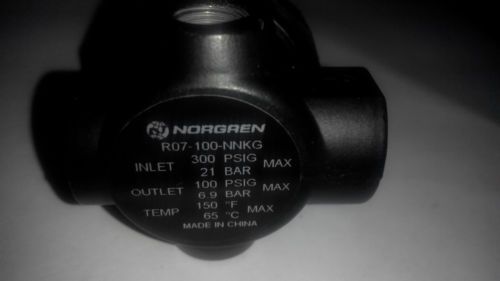 NORGREN
R07-100-NNKG
INLET 300 PSIG MAX
21 BAR
OUTLET 100 PSIG MAX
6.9 BAR
TEMP 150 °F MAX
65 °C
MADE IN CHINA